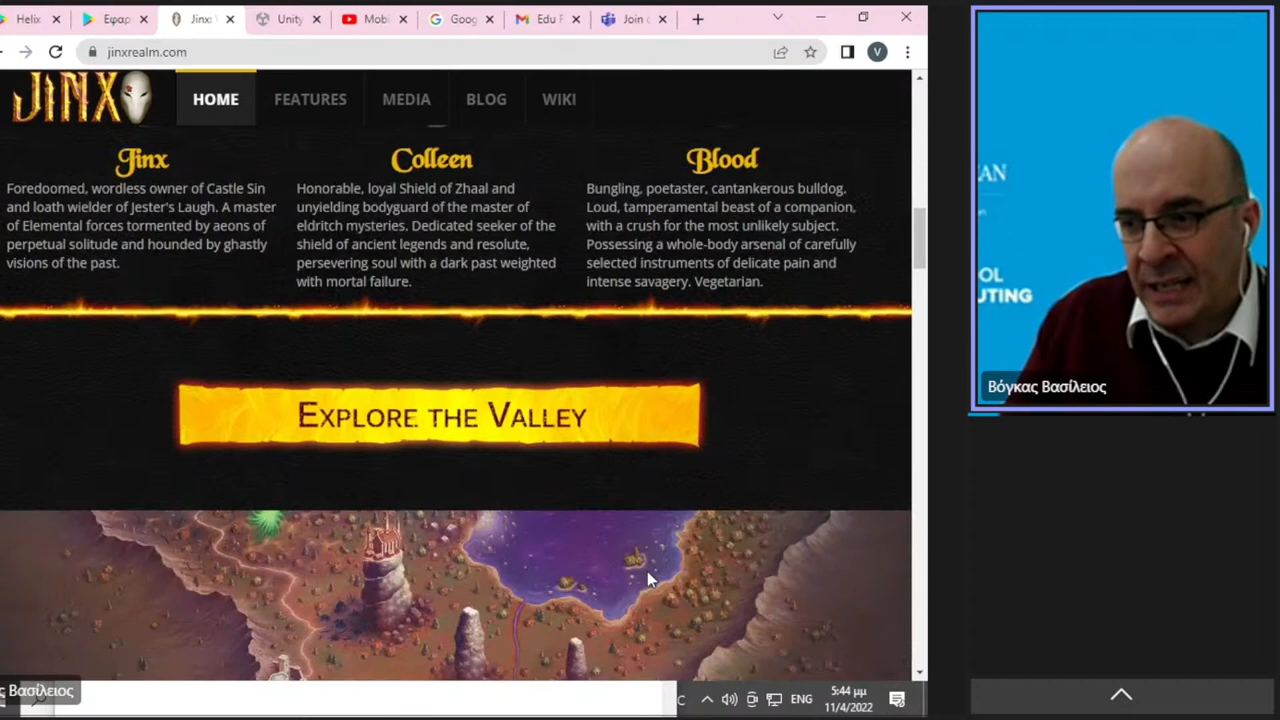 Helix
Εφαρ
Jinx: V
Unity
Mobi
Goog
Edu F
Join c
jinxrealm.com
V
JINX
HOME
FEATURES
MEDIA
BLOG
WIKI
Jinx
Foredoomed, wordless owner of Castle Sin
and loath wielder of Jester's Laugh. A master
of Elemental forces tormented by aeons of
perpetual solitude and hounded by ghastly
visions of the past.
Colleen
Honorable, loyal Shield of Zhaal and
unyielding bodyguard of the master of
eldritch mysteries. Dedicated seeker of the
shield of ancient legends and resolute,
persevering soul with a dark past weighted
with mortal failure.
Blood
Bungling, poetaster, cantankerous bulldog.
Loud, tamperamental beast of a companion,
with a crush for the most unlikely subject.
Possessing a whole-body arsenal of carefully
selected instruments of delicate pain and
intense savagery. Vegetarian.
Explore the Valley
ς Βασίλειος
C
ENG
5:44 μμ
11/4/2022
AN
OL
UTING
Βόγκας Βασίλειος